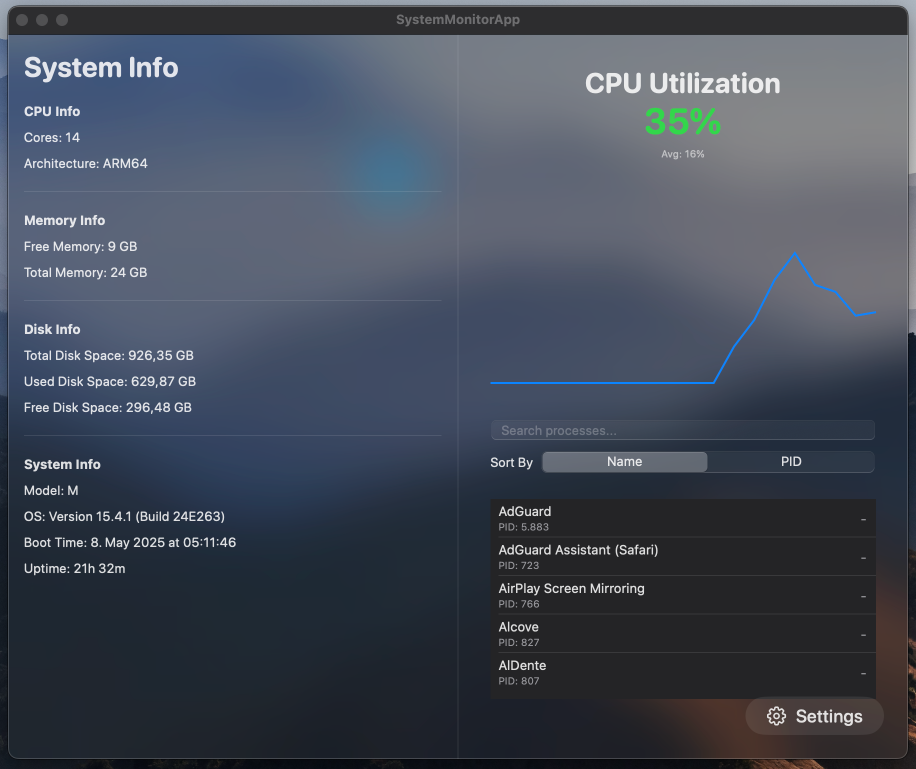 SystemMonitorApp
System Info
CPU Info
Cores: 14
Architecture: ARM64
Memory Info
Free Memory: 9 GB
Total Memory: 24 GB
Disk Info
Total Disk Space: 926,35 GB
Used Disk Space: 629,87 GB
Free Disk Space: 296,48 GB
System Info
Model: M
OS: Version 15.4.1 (Build 24E263)
Boot Time: 8. May 2025 at 05:11:46
Uptime: 21h 32m
CPU Utilization
35%
Avg: 16%
Search processes...
Sort By Name PID
AdGuard
PID: 5.883
–
AdGuard Assistant (Safari)
PID: 723
–
AirPlay Screen Mirroring
PID: 766
–
Alcove
PID: 827
–
AlDente
PID: 807
–
Settings